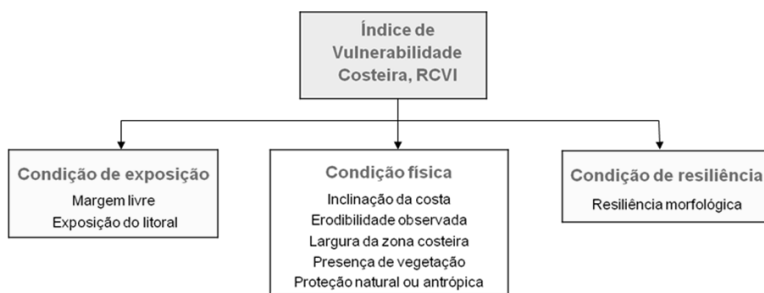 Índice de
Vulnerabilidade
Costeira, RCVI
Condição de exposição
Margem livre
Exposição do litoral
Condição física
Inclinação da costa
Erodibilidade observada
Largura da zona costeira
Presença de vegetação
Proteção natural ou antrópica
Condição de resiliência
Resiliência morfológica